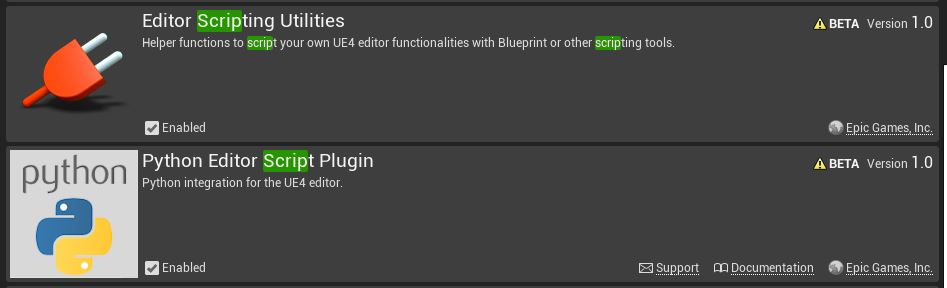 Editor Scripting Utilities
BETA Version 1.0
Helper functions to script your own UE4 editor functionalities with Blueprint or other scripting tools.
Enabled
Epic Games, Inc.
python
Python Editor Script Plugin
BETA Version 1.0
Python integration for the UE4 editor.
Enabled
Support
Documentation
Epic Games, Inc.